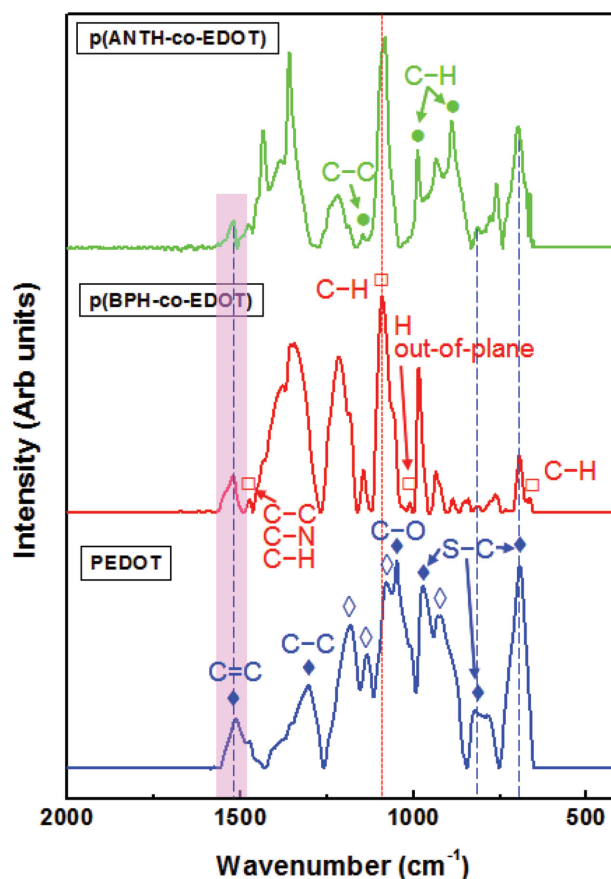 p(ANTH-co-EDOT)
C–H
C–C
p(BPH-co-EDOT)
C–H
H
out-of-plane
C–H
C–C
C–N
C–H
PEDOT
C–O
S–C
C–C
C=C
Intensity (Arb units)
2000 1500 1000 500
Wavenumber (cm⁻¹)